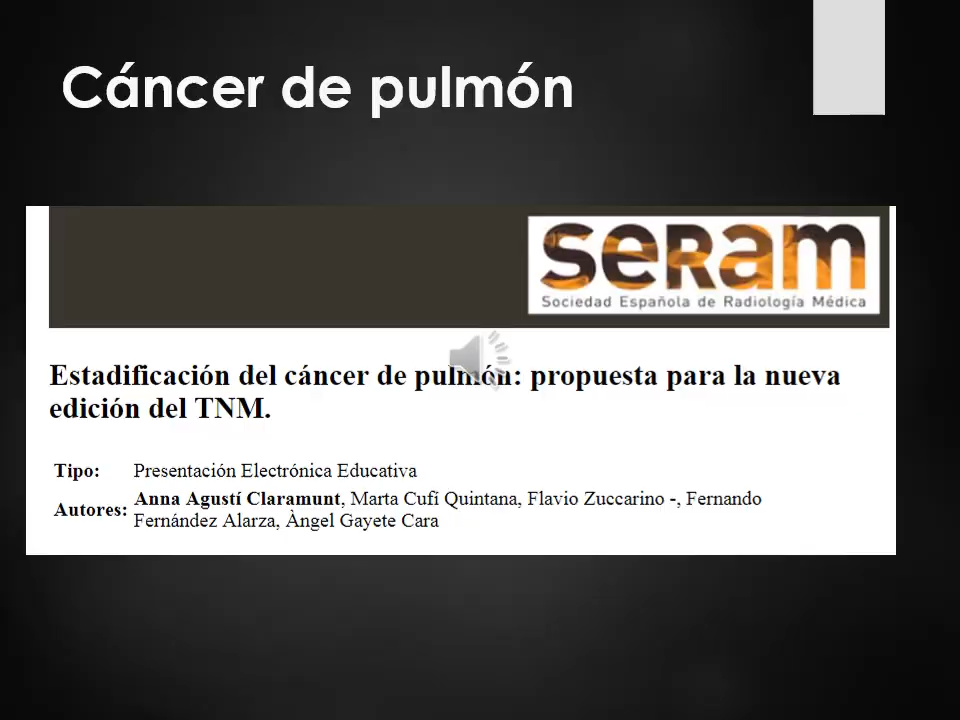 Cáncer de pulmón
seram
Sociedad Española de Radiología Médica
Estadificación del cáncer de pulmón: propuesta para la nueva
edición del TNM.
Tipo: Presentación Electrónica Educativa
Autores: Anna Agustí Claramunt, Marta Cufí Quintana, Flavio Zuccarino -, Fernando
Fernández Alarza, Àngel Gayete Cara